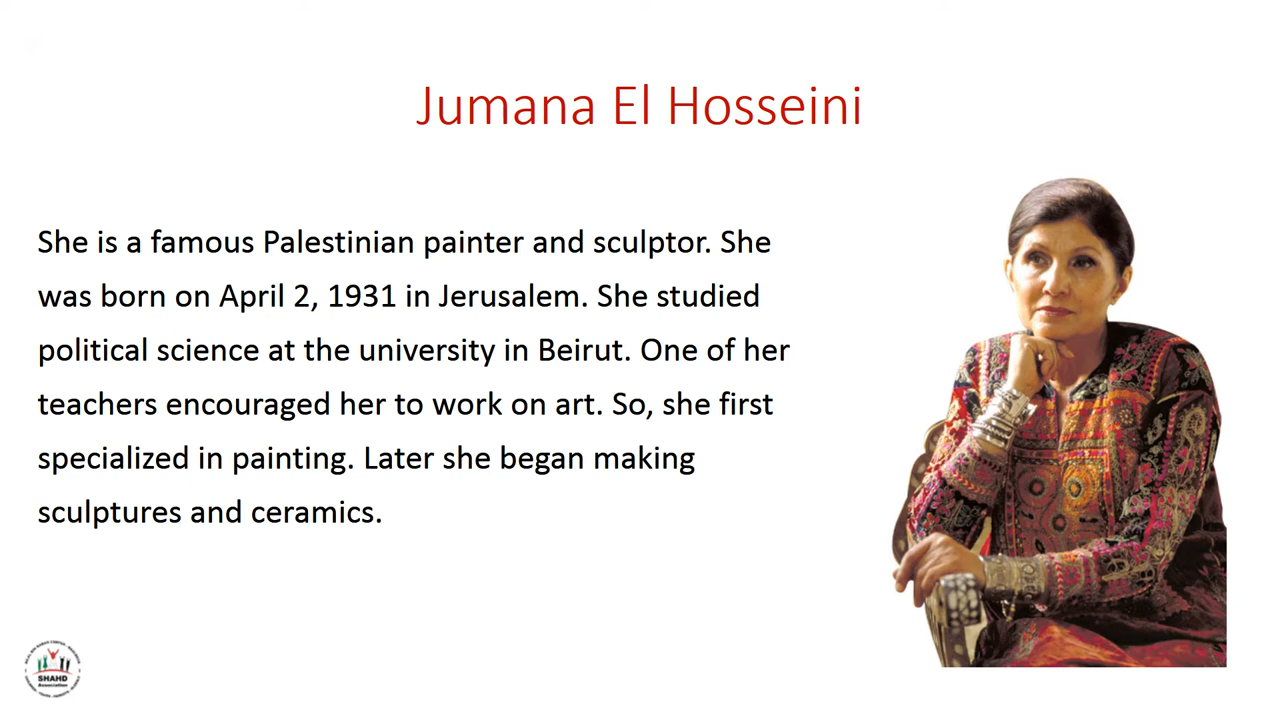 Jumana El Hosseini
She is a famous Palestinian painter and sculptor. She
was born on April 2, 1931 in Jerusalem. She studied
political science at the university in Beirut. One of her
teachers encouraged her to work on art. So, she first
specialized in painting. Later she began making
sculptures and ceramics.
SHAHD
Association